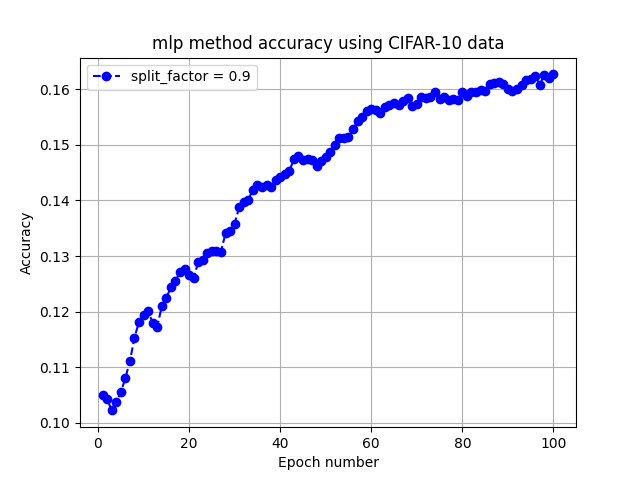 mlp method accuracy using CIFAR-10 data
split_factor = 0.9
Accuracy
0.16
0.15
0.14
0.13
0.12
0.11
0.10
0 20 40 60 80 100
Epoch number